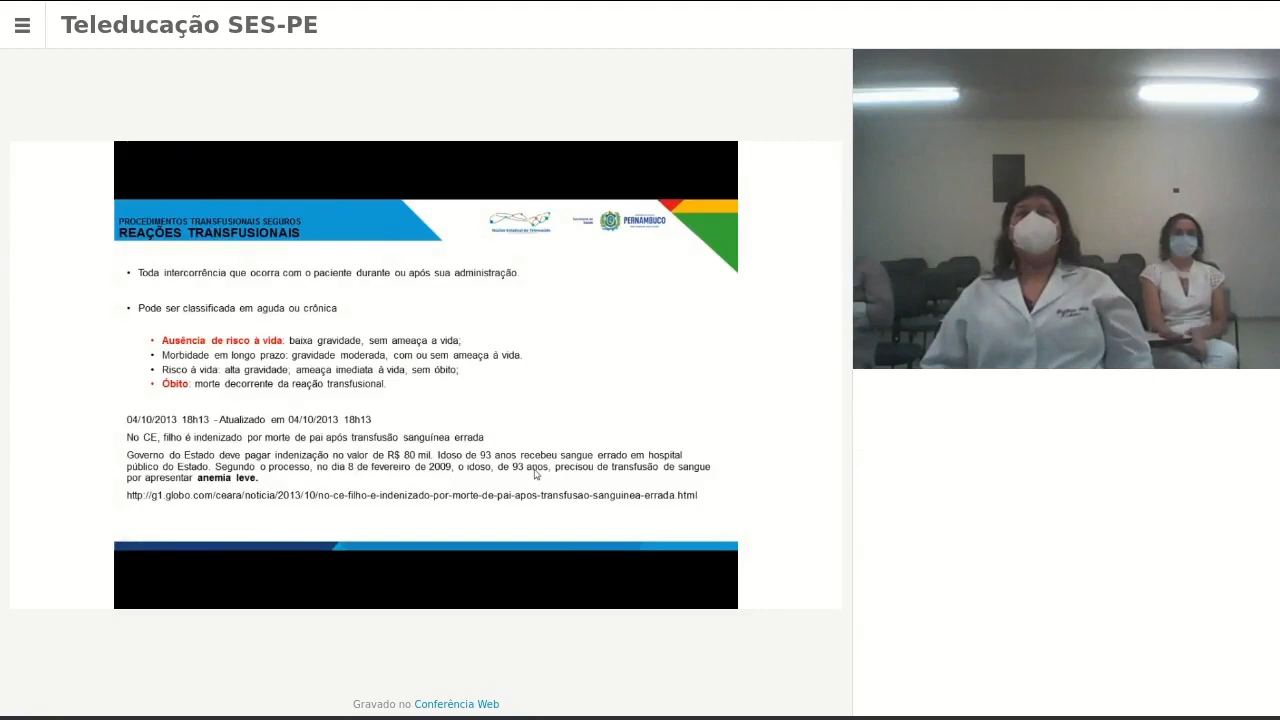 Teleducação SES-PE
PROCEDIMENTOS TRANSFUSIONAIS SEGUROS
REAÇÕES TRANSFUSIONAIS
Núcleo Estadual de Telessaúde
PERNAMBUCO
• Toda intercorrência que ocorra com o paciente durante ou após sua administração.
• Pode ser classificada em aguda ou crônica
• Ausência de risco à vida: baixa gravidade, sem ameaça a vida;
• Morbidade em longo prazo: gravidade moderada, com ou sem ameaça à vida.
• Risco à vida: alta gravidade; ameaça imediata à vida, sem óbito;
• Óbito: morte decorrente da reação transfusional.
04/10/2013 18h13 - Atualizado em 04/10/2013 18h13
No CE, filho é indenizado por morte de pai após transfusão sanguínea errada
Governo do Estado deve pagar indenização no valor de R$ 80 mil. Idoso de 93 anos recebeu sangue errado em hospital
público do Estado. Segundo o processo, no dia 8 de fevereiro de 2009, o idoso, de 93 anos, precisou de transfusão de sangue
por apresentar anemia leve.
http://g1.globo.com/ceara/noticia/2013/10/no-ce-filho-e-indenizado-por-morte-de-pai-apos-transfusao-sanguinea-errada.html
Gravado no Conferência Web